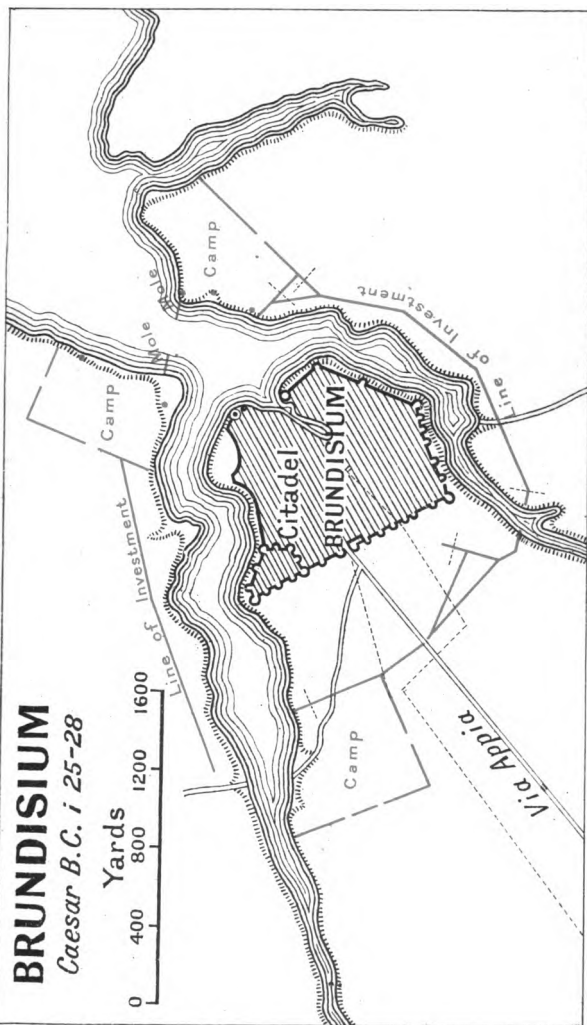 BRUNDISIUM
Caesar B.C. i 25-28
Yards
0 400 800 1200 1600
Camp
Line of Investment
Mole
Mole
Camp
Citadel
BRUNDISIUM
Line of Investment
Camp
Via Appia